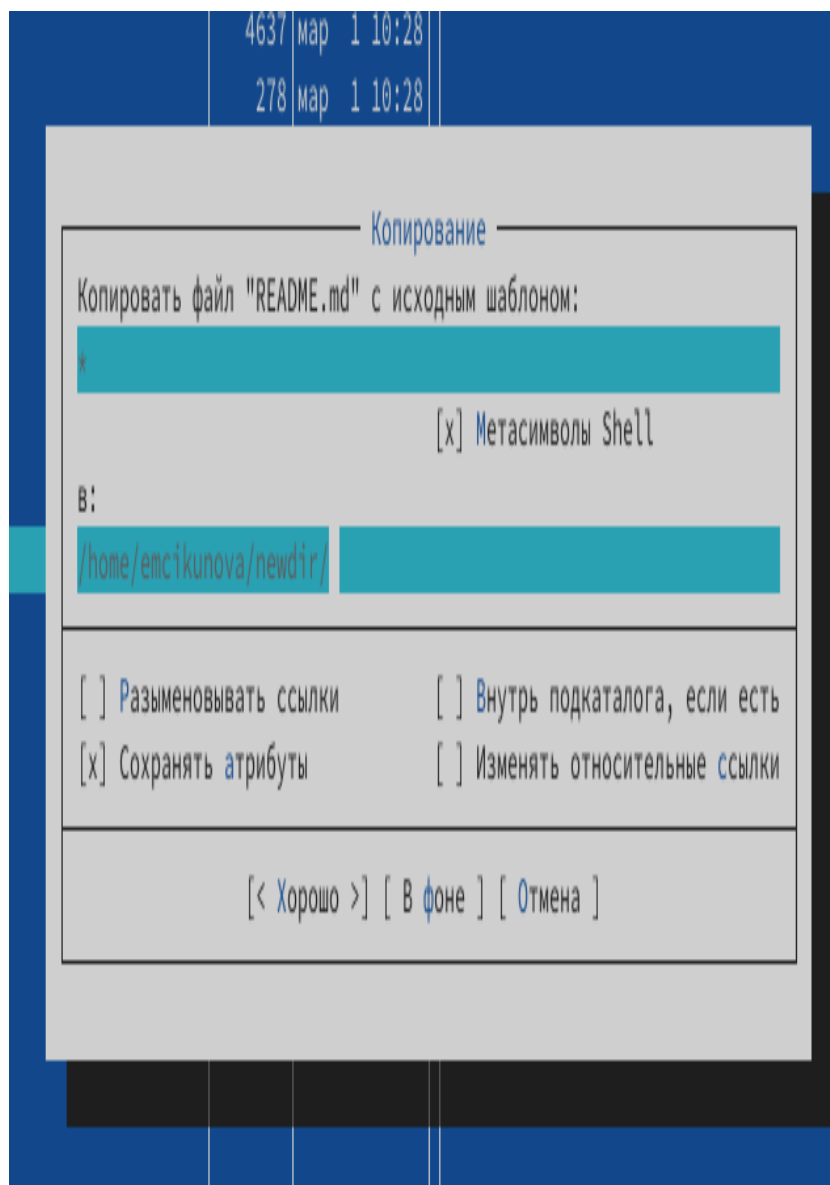 4637 мар 1 10:28
278 мар 1 10:28
Копирование
Копировать файл "README.md" с исходным шаблоном:
*
[x] Метасимволы Shell
в:
/home/emcikunova/newdir/
[ ] Разыменовывать ссылки [ ] Внутрь подкаталога, если есть
[x] Сохранять атрибуты [ ] Изменять относительные ссылки
[< Хорошо >] [ В фоне ] [ Отмена ]